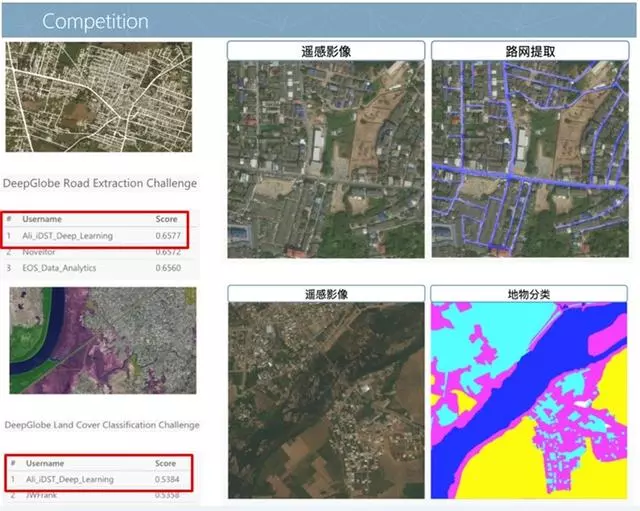 Competition
DeepGlobe Road Extraction Challenge
# Username Score
1 Ali_iDST_Deep_Learning 0.6577
2 Noveitor 0.6572
3 EOS_Data_Analytics 0.6560
DeepGlobe Land Cover Classification Challenge
# Username Score
1 Ali_iDST_Deep_Learning 0.5384
2 JWFrank 0.5358
遥感影像
路网提取
遥感影像
地物分类